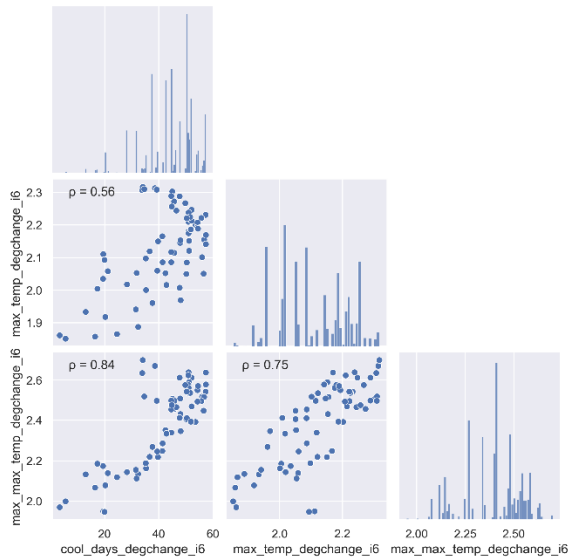 max_temp_degchange_i6
2.3
2.2
2.1
2.0
1.9
ρ = 0.56
max_max_temp_degchange_i6
2.6
2.4
2.2
2.0
ρ = 0.84
ρ = 0.75
20 40 60
cool_days_degchange_i6
2.0 2.2
max_temp_degchange_i6
2.00 2.25 2.50
max_max_temp_degchange_i6